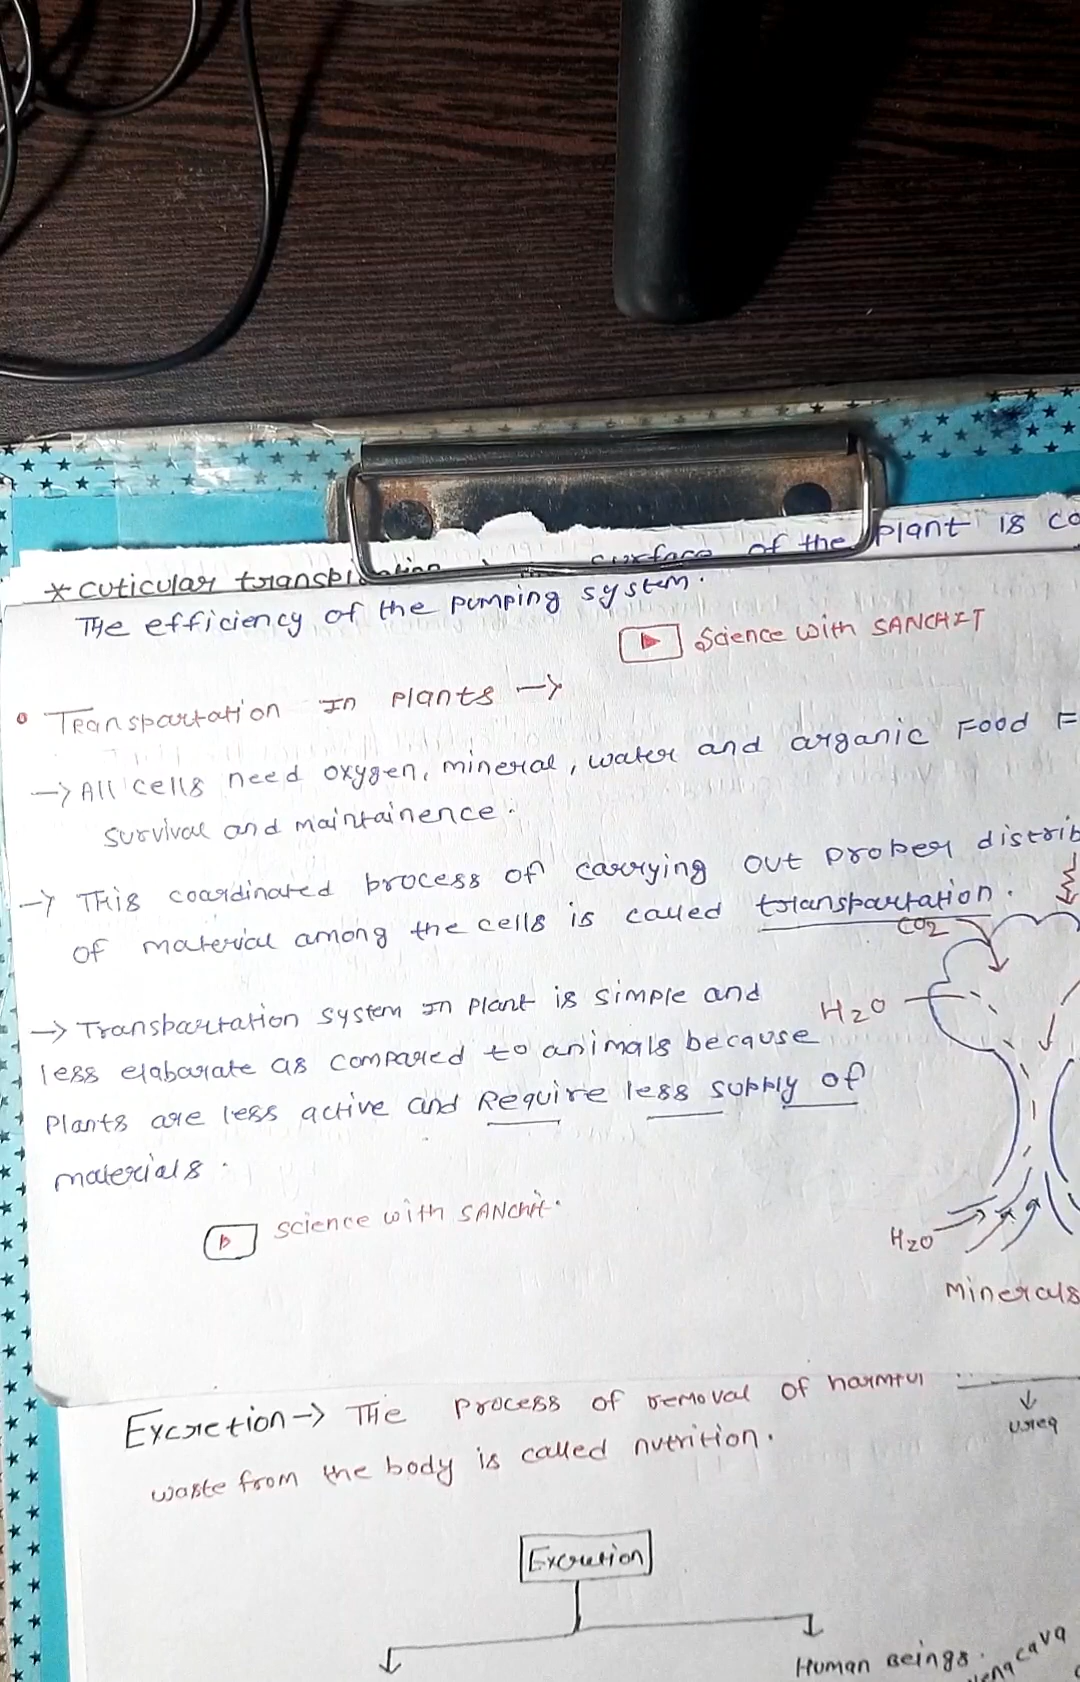 * cuticular transpi surface of the plant is co
The efficiency of the pumping system.
Science with SANCHIT
Transportation In plants →
→ All cells need oxygen, mineral, water and organic Food F
survival and maintainence.
→ THis coordinated process of carrying out proper distrib
of material among the cells is called transportation.
CO2
→ Transportation system In plant is simple and
H2O
less elaborate as compared to animals because
Plants are less active and Require less supply of
materials.
Science with SANCHIT.
H2O
Minerals
Excretion → THe process of removal of harmful
waste from the body is called nutrition.
urea
Excretion
Human Beings.
vena cava